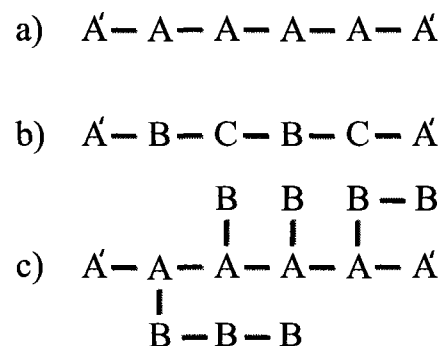 a) A′ – A – A – A – A – A′
b) A′ – B – C – B – C – A′
B B B – B
c) A′ – A – A – A – A – A′
B – B – B